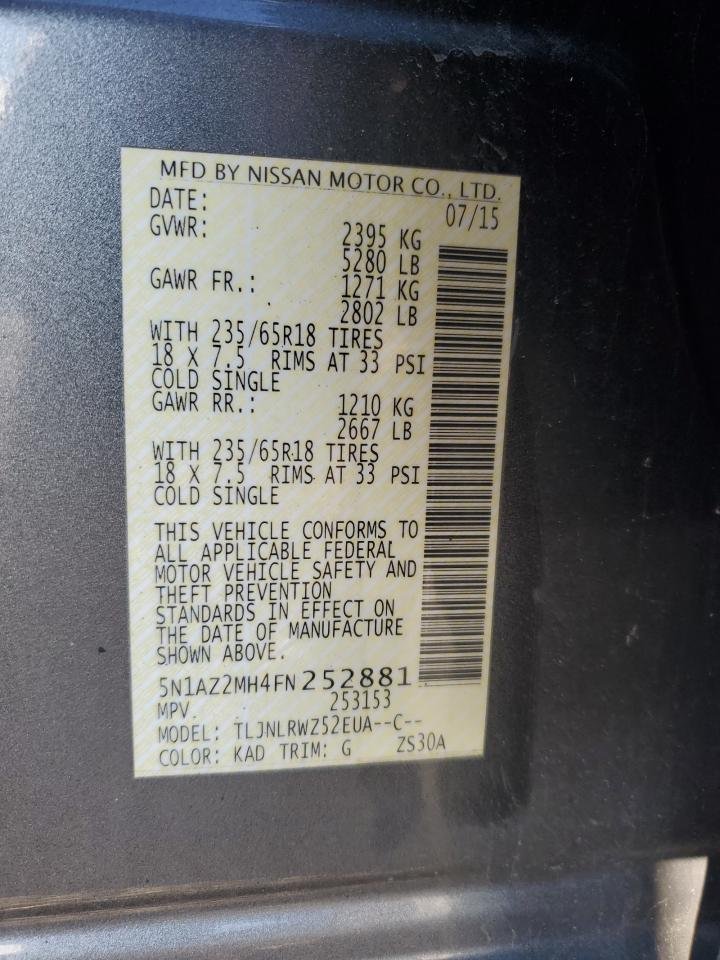 MFD BY NISSAN MOTOR CO., LTD.
DATE: 07/15
GVWR: 2395 KG
5280 LB
GAWR FR.: 1271 KG
2802 LB
WITH 235/65R18 TIRES
18 X 7.5 RIMS AT 33 PSI
COLD SINGLE
GAWR RR.: 1210 KG
2667 LB
WITH 235/65R18 TIRES
18 X 7.5 RIMS AT 33 PSI
COLD SINGLE
THIS VEHICLE CONFORMS TO
ALL APPLICABLE FEDERAL
MOTOR VEHICLE SAFETY AND
THEFT PREVENTION
STANDARDS IN EFFECT ON
THE DATE OF MANUFACTURE
SHOWN ABOVE.
5N1AZ2MH4FN252881
MPV 253153
MODEL: TLJNLRWZ52EUA--C--
COLOR: KAD TRIM: G ZS30A